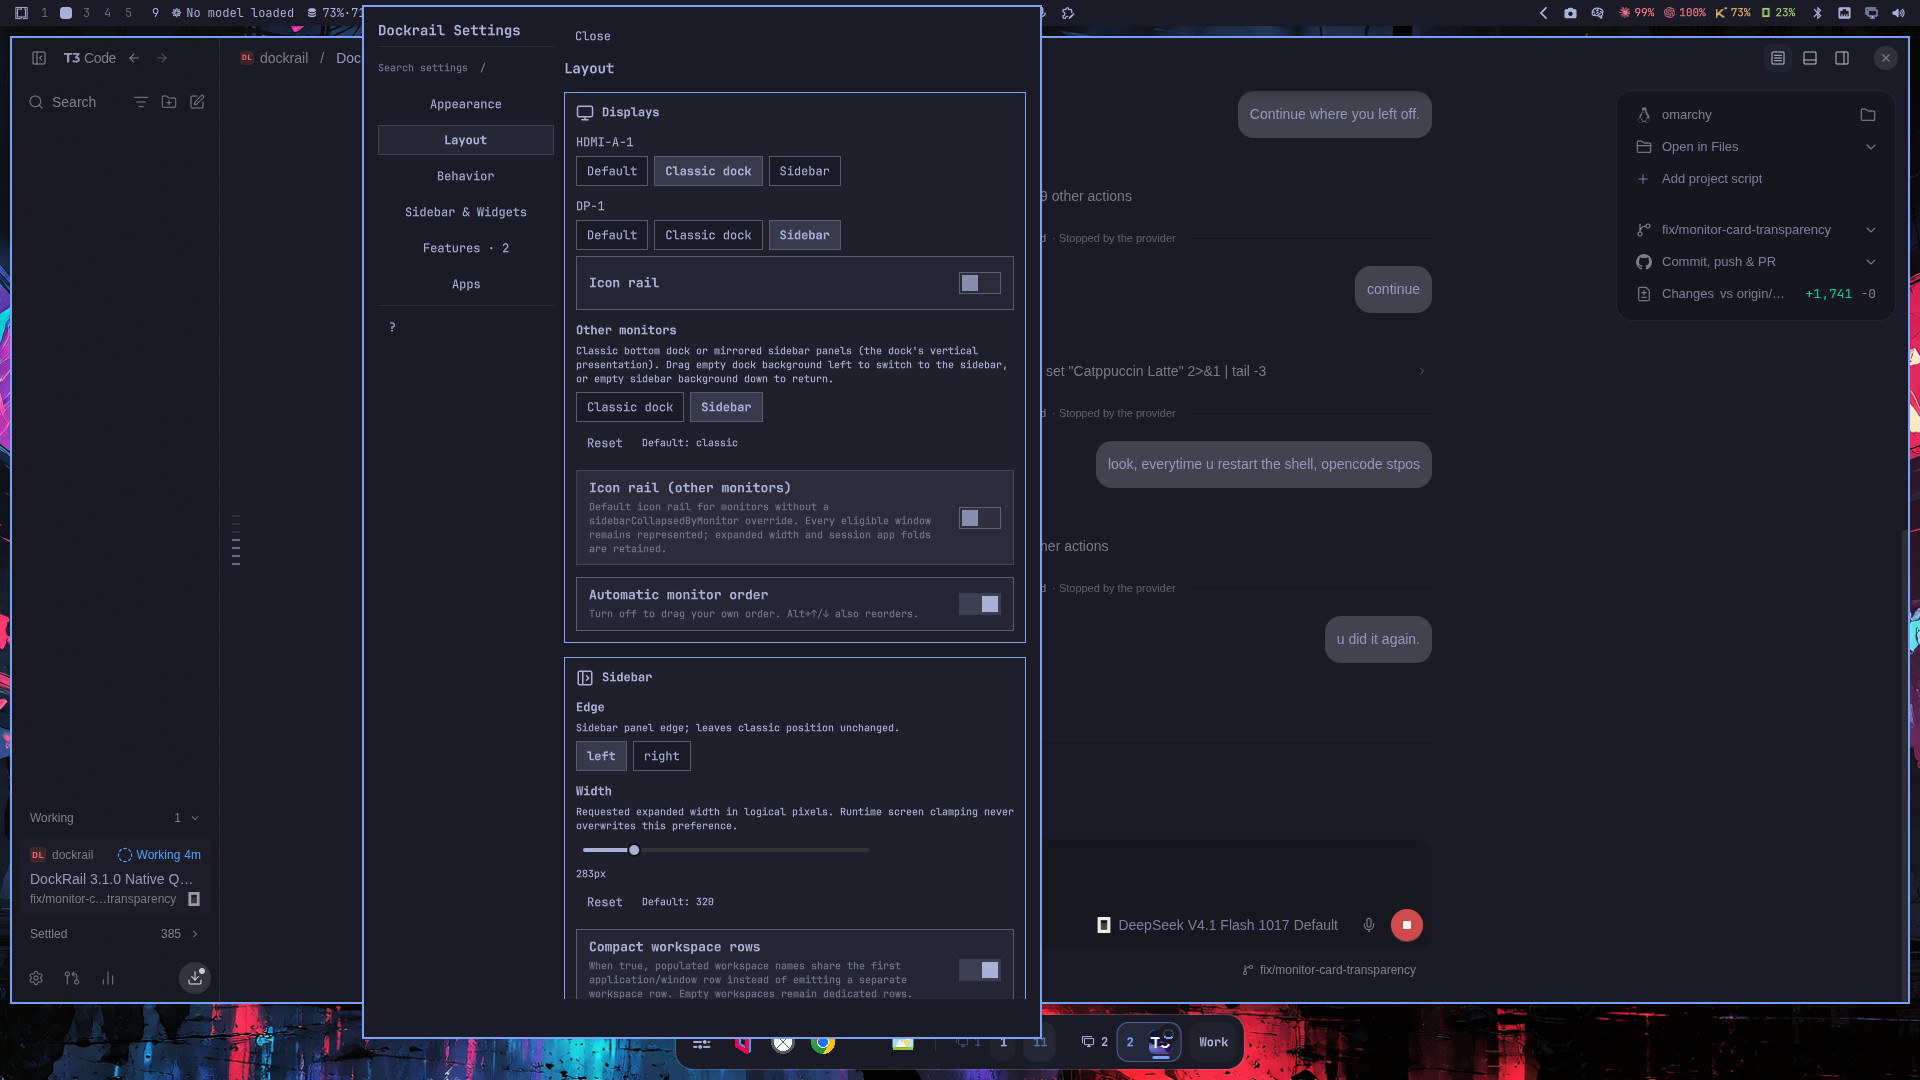 1
3
4
5
9
No model loaded
73%·71
99%
100%
73%
23%
T3 Code
dockrail / Doc
Search
Working 1
DL dockrail Working 4m
DockRail 3.1.0 Native Q…
fix/monitor-c…transparency
Settled 385
Dockrail Settings
Search settings /
Appearance
Layout
Behavior
Sidebar & Widgets
Features · 2
Apps
?
Close
Layout
Displays
HDMI-A-1
Default Classic dock Sidebar
DP-1
Default Classic dock Sidebar
Icon rail
Other monitors
Classic bottom dock or mirrored sidebar panels (the dock's vertical
presentation). Drag empty dock background left to switch to the sidebar,
or empty sidebar background down to return.
Classic dock Sidebar
Reset Default: classic
Icon rail (other monitors)
Default icon rail for monitors without a
sidebarCollapsedByMonitor override. Every eligible window
remains represented; expanded width and session app folds
are retained.
Automatic monitor order
Turn off to drag your own order. Alt+↑/↓ also reorders.
Sidebar
Edge
Sidebar panel edge; leaves classic position unchanged.
left right
Width
Requested expanded width in logical pixels. Runtime screen clamping never
overwrites this preference.
283px
Reset Default: 320
Compact workspace rows
When true, populated workspace names share the first
application/window row instead of emitting a separate
workspace row. Empty workspaces remain dedicated rows.
Continue where you left off.
9 other actions
d · Stopped by the provider
continue
set "Catppuccin Latte" 2>&1 | tail -3
d · Stopped by the provider
look, everytime u restart the shell, opencode stpos
her actions
d · Stopped by the provider
u did it again.
DeepSeek V4.1 Flash 1017 Default
fix/monitor-card-transparency
omarchy
Open in Files
Add project script
fix/monitor-card-transparency
Commit, push & PR
Changes vs origin/… +1,741 -0
1
1
11
2
2
T3
Work